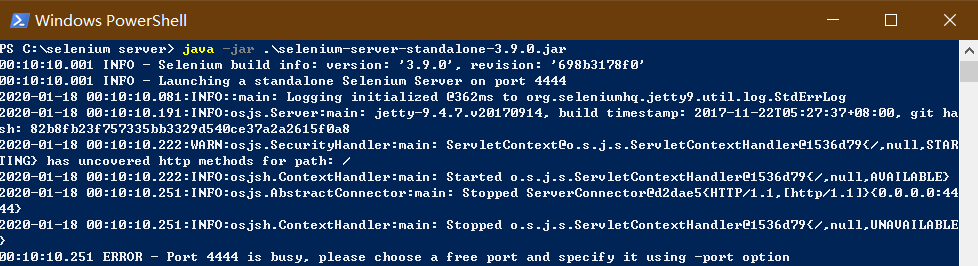 Windows PowerShell
PS C:\selenium server> java -jar .\selenium-server-standalone-3.9.0.jar
00:10:10.001 INFO - Selenium build info: version: '3.9.0', revision: '698b3178f0'
00:10:10.001 INFO - Launching a standalone Selenium Server on port 4444
2020-01-18 00:10:10.081:INFO::main: Logging initialized @362ms to org.seleniumhq.jetty9.util.log.StdErrLog
2020-01-18 00:10:10.191:INFO:osjs.Server:main: jetty-9.4.7.v20170914, build timestamp: 2017-11-22T05:27:37+08:00, git ha
sh: 82b8fb23f757335bb3329d540ce37a2a2615f0a8
2020-01-18 00:10:10.222:WARN:osjs.SecurityHandler:main: ServletContext@o.s.j.s.ServletContextHandler@1536d79{/,null,STAR
TING} has uncovered http methods for path: /
2020-01-18 00:10:10.222:INFO:osjsh.ContextHandler:main: Started o.s.j.s.ServletContextHandler@1536d79{/,null,AVAILABLE}
2020-01-18 00:10:10.251:INFO:osjs.AbstractConnector:main: Stopped ServerConnector@d2dae5{HTTP/1.1,[http/1.1]}{0.0.0.0:44
44}
2020-01-18 00:10:10.251:INFO:osjsh.ContextHandler:main: Stopped o.s.j.s.ServletContextHandler@1536d79{/,null,UNAVAILABLE
}
00:10:10.251 ERROR - Port 4444 is busy, please choose a free port and specify it using -port option